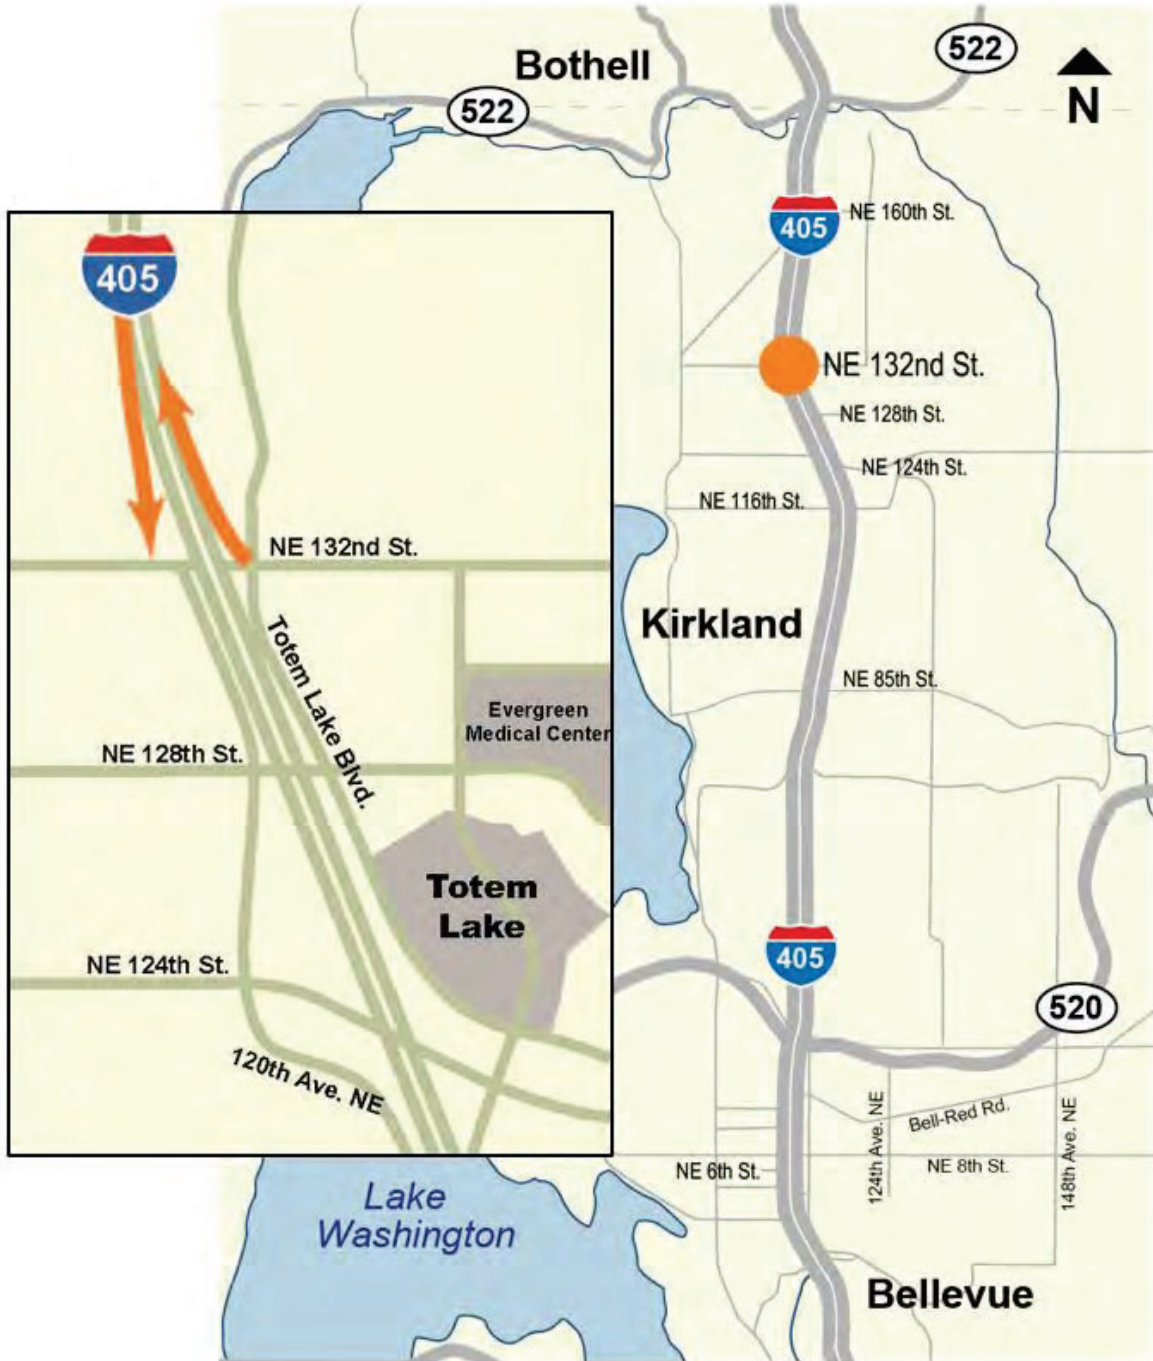 Bothell
522
522
N
405
NE 160th St.
NE 132nd St.
NE 128th St.
NE 124th St.
NE 116th St.
Kirkland
NE 85th St.
405
520
124th Ave. NE
Bell-Red Rd.
148th Ave. NE
NE 6th St.
NE 8th St.
Bellevue
Lake
Washington
405
NE 132nd St.
Totem Lake Blvd.
Evergreen
Medical Center
NE 128th St.
Totem
Lake
NE 124th St.
120th Ave. NE